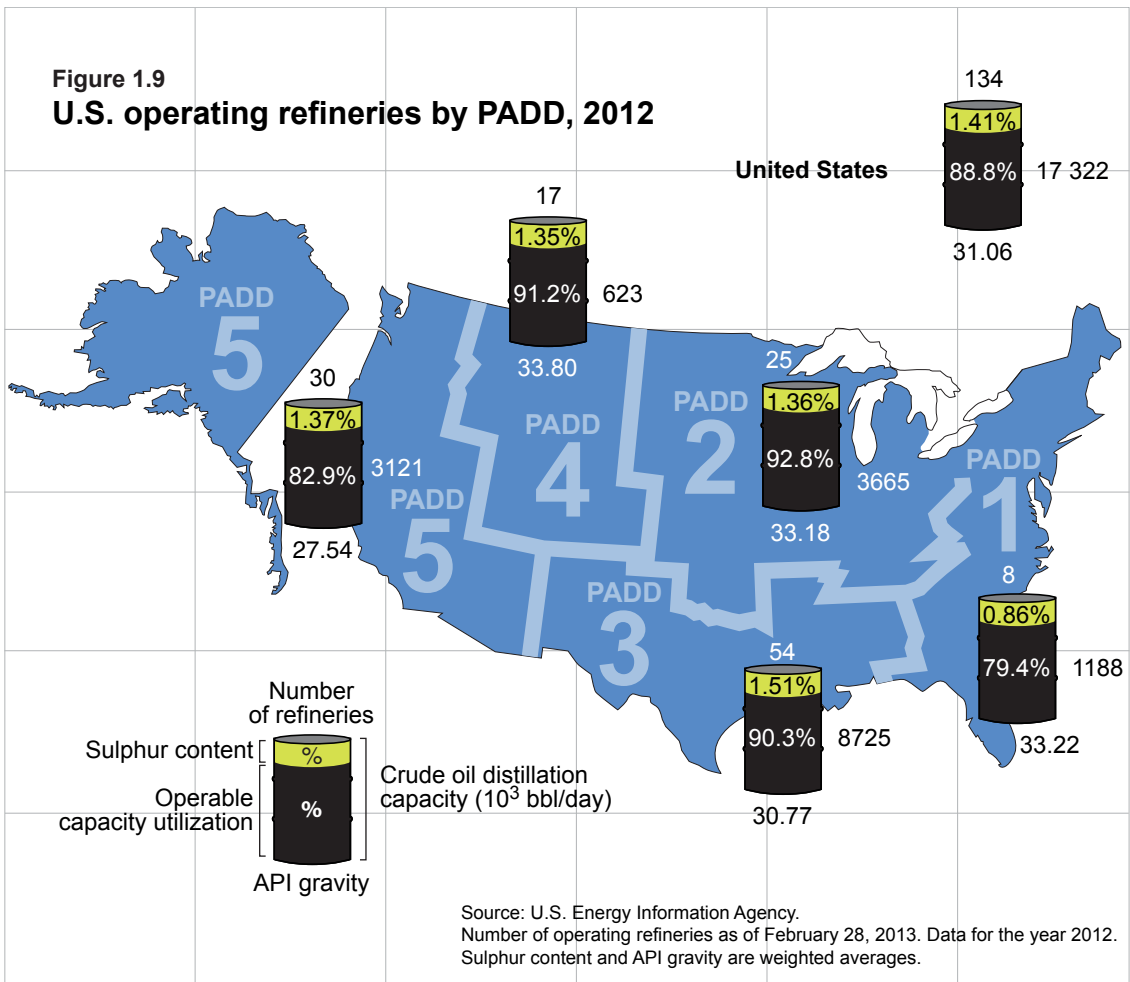 Figure 1.9
U.S. operating refineries by PADD, 2012
134
1.41%
United States
88.8%
17 322
31.06
17
1.35%
91.2%
623
33.80
PADD
5
30
1.37%
82.9%
3121
27.54
PADD
5
PADD
4
25
PADD
2
1.36%
92.8%
3665
33.18
PADD
1
8
0.86%
79.4%
1188
33.22
PADD
3
54
1.51%
90.3%
8725
30.77
Number
of refineries
Sulphur content
%
Operable
capacity utilization
%
Crude oil distillation
capacity (10³ bbl/day)
API gravity
Source: U.S. Energy Information Agency.
Number of operating refineries as of February 28, 2013. Data for the year 2012.
Sulphur content and API gravity are weighted averages.